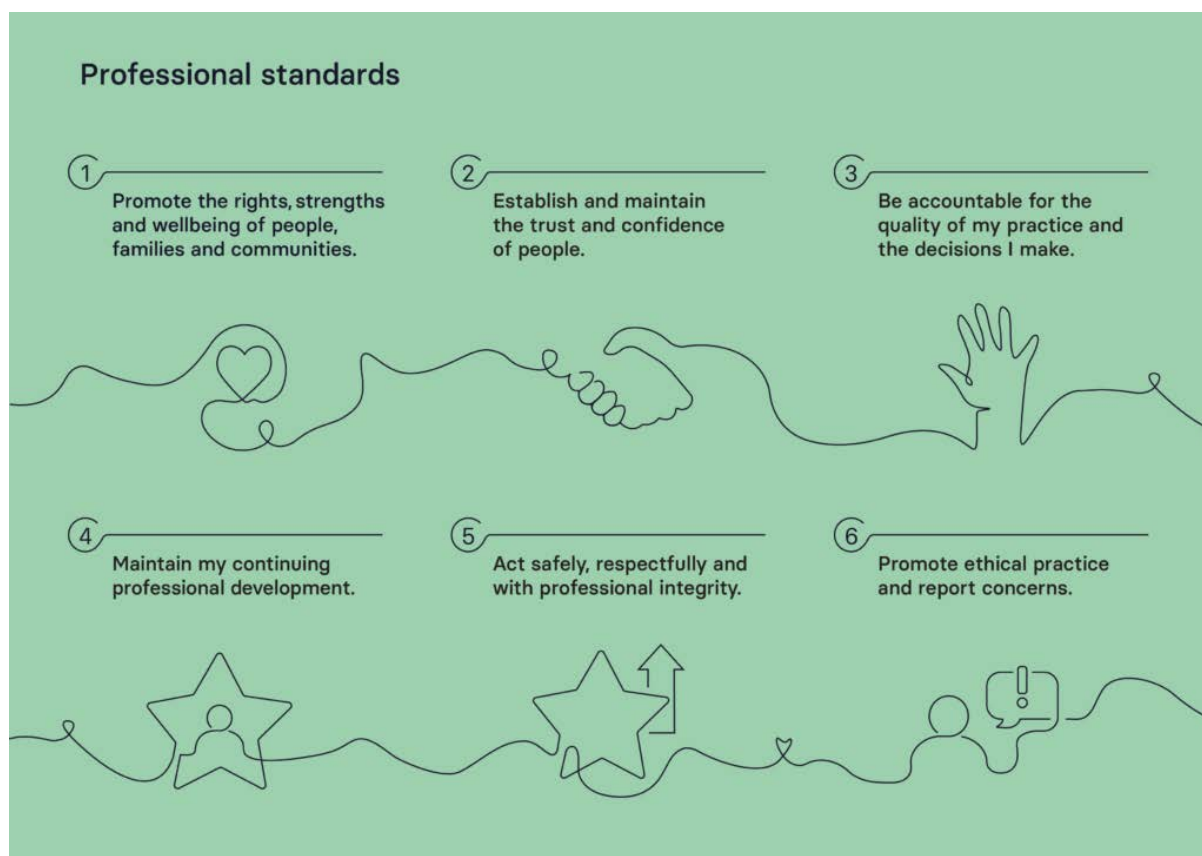 Professional standards
1
Promote the rights, strengths
and wellbeing of people,
families and communities.
2
Establish and maintain
the trust and confidence
of people.
3
Be accountable for the
quality of my practice and
the decisions I make.
4
Maintain my continuing
professional development.
5
Act safely, respectfully and
with professional integrity.
6
Promote ethical practice
and report concerns.